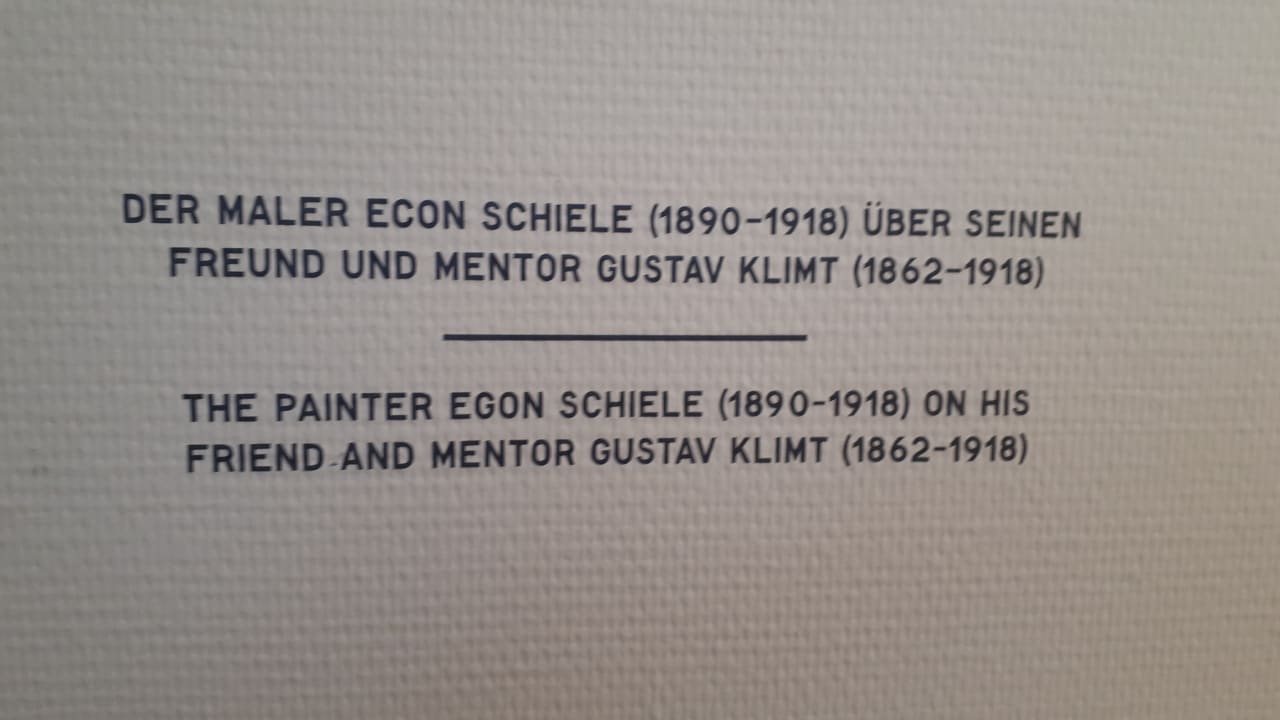 DER MALER ECON SCHIELE (1890-1918) ÜBER SEINEN
FREUND UND MENTOR GUSTAV KLIMT (1862-1918)
THE PAINTER EGON SCHIELE (1890-1918) ON HIS
FRIEND AND MENTOR GUSTAV KLIMT (1862-1918)